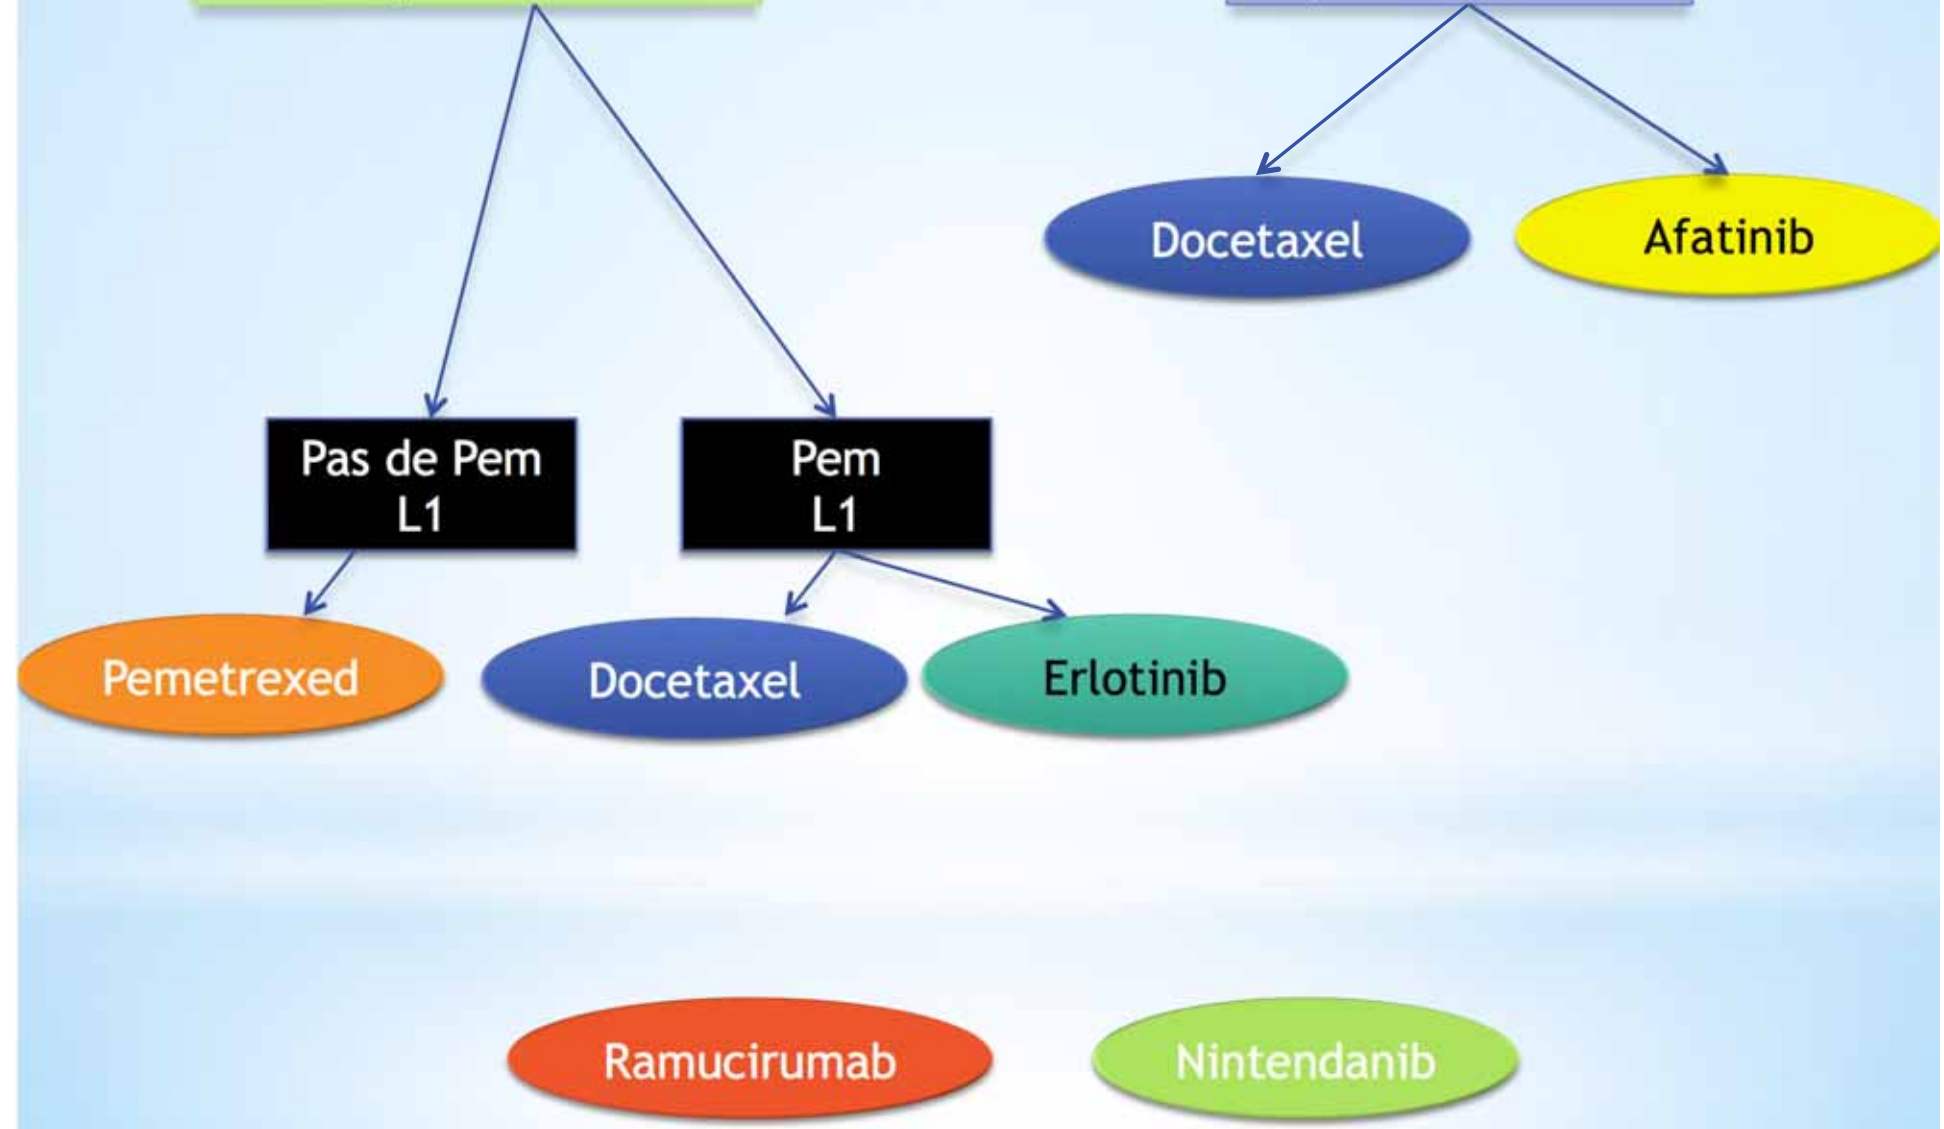 Docetaxel
Afatinib
Pas de Pem
L1
Pem
L1
Pemetrexed
Docetaxel
Erlotinib
Ramucirumab
Nintendanib